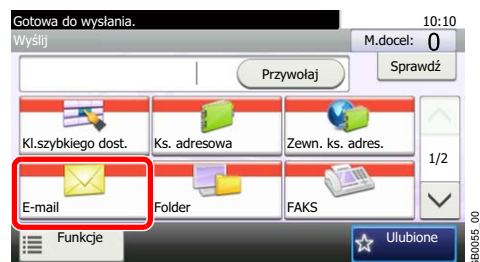 Gotowa do wysłania.
10:10
Wyślij
M.docel: 0
Przywołaj
Sprawdź
Kl.szybkiego dost.
Ks. adresowa
Zewn. ks. adres.
1/2
E-mail
Folder
FAKS
Funkcje
Ulubione